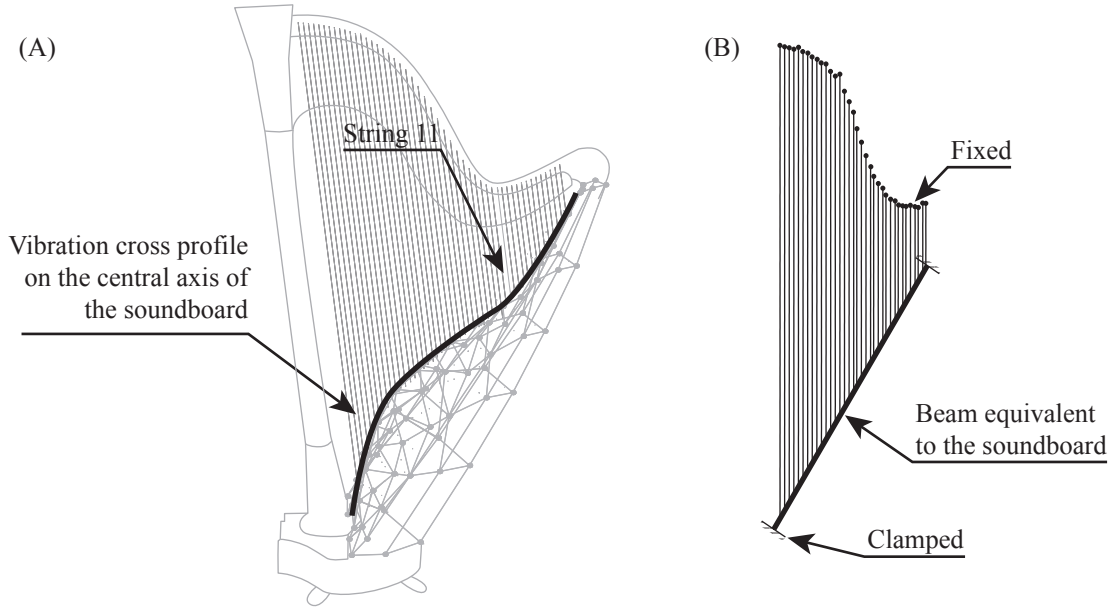 (A)
String 11
Vibration cross profile
on the central axis of
the soundboard
(B)
Fixed
Beam equivalent
to the soundboard
Clamped